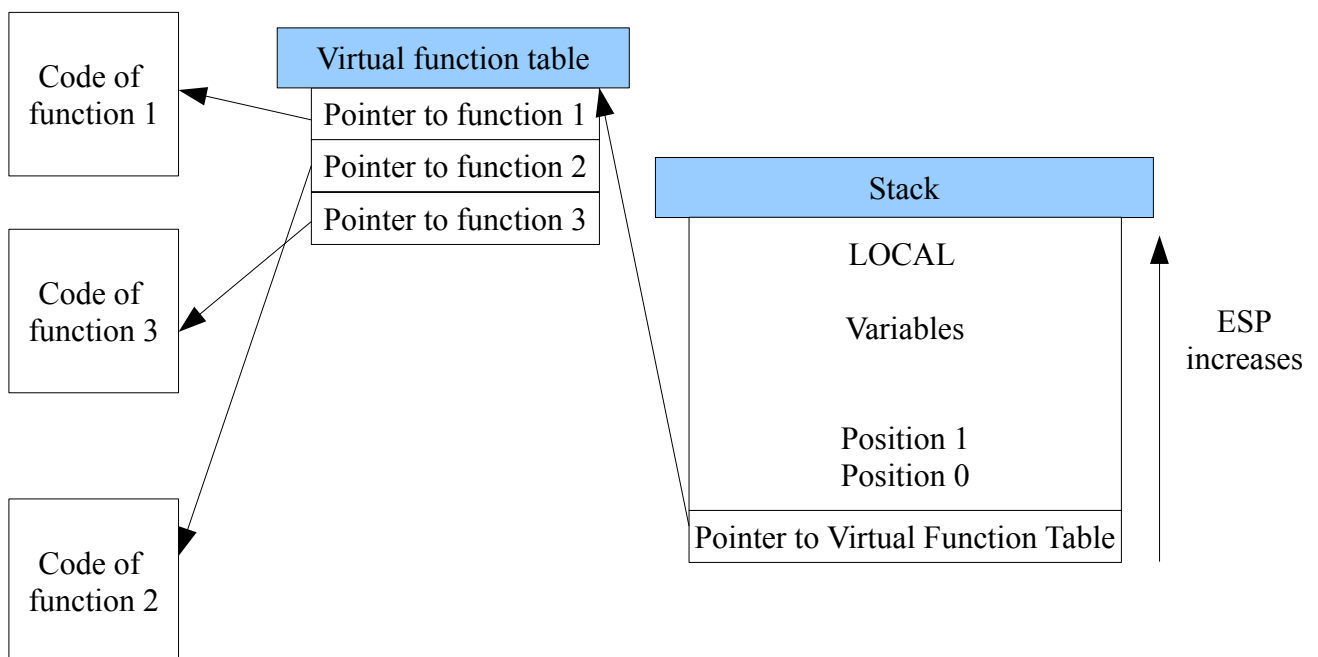 Code of
function 1
Virtual function table
Pointer to function 1
Pointer to function 2
Pointer to function 3
Code of
function 3
Code of
function 2
Stack
LOCAL
Variables
Position 1
Position 0
Pointer to Virtual Function Table
ESP
increases